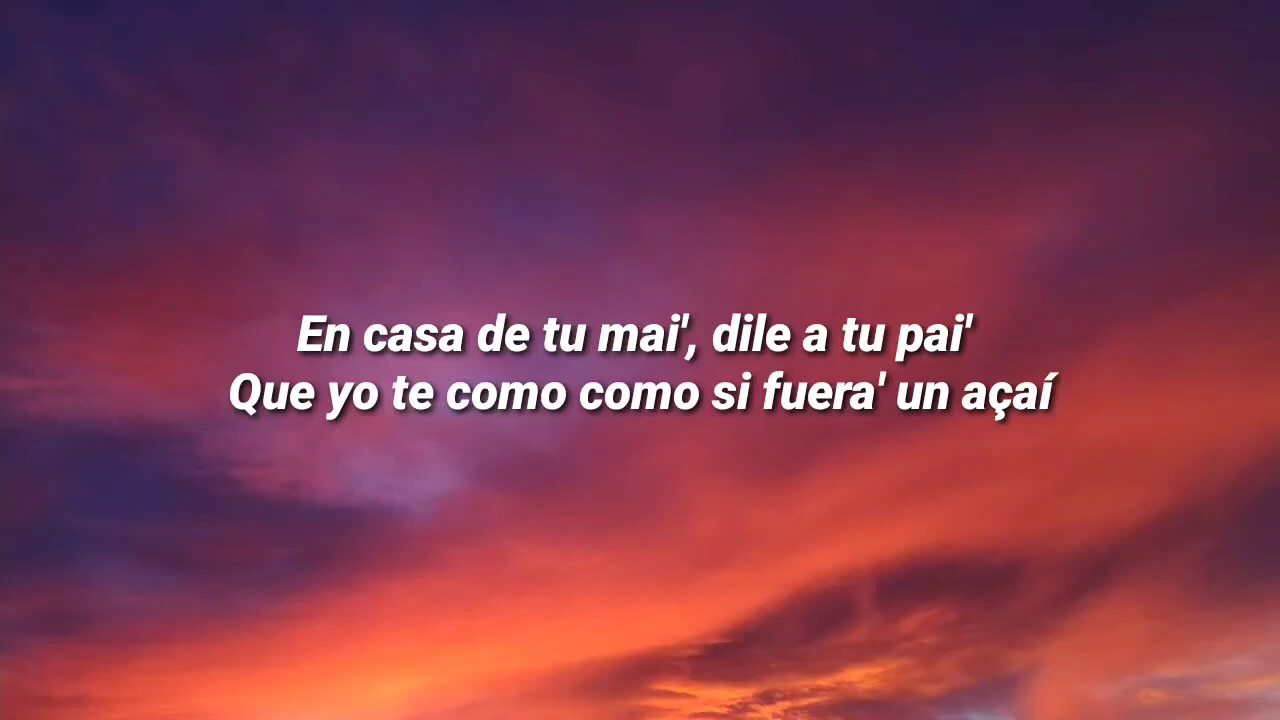 En casa de tu mai', dile a tu pai'
Que yo te como como si fuera' un açaí